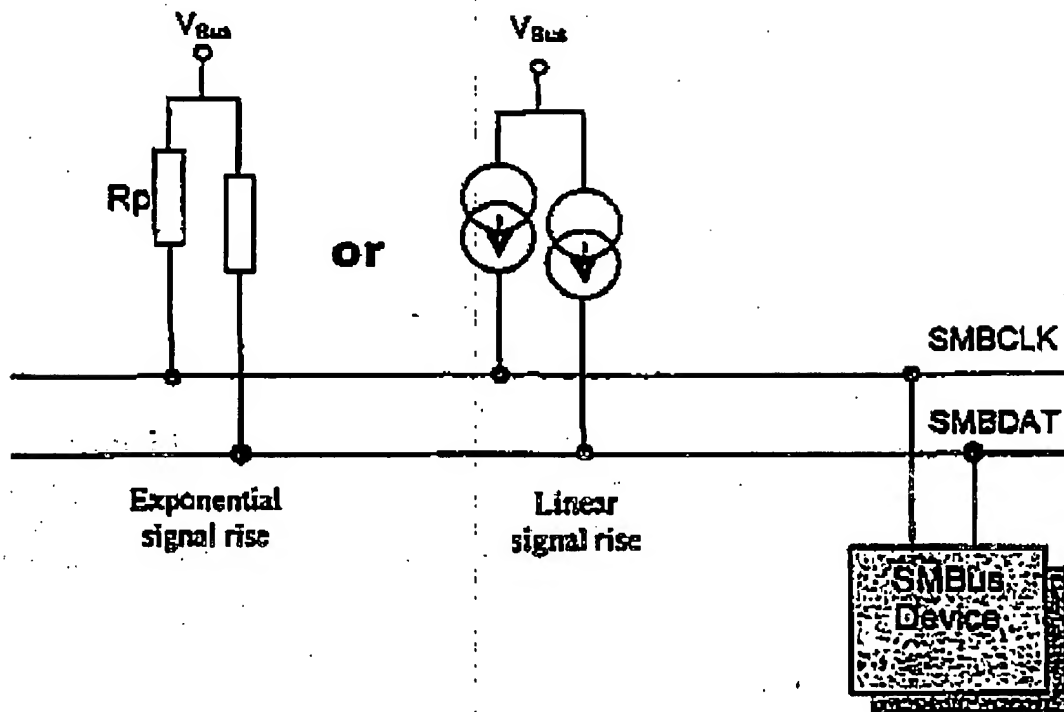 VBus
VBus
Rp
or
SMBCLK
SMBDAT
Exponential
signal rise
Linear
signal rise
SMBus
Device